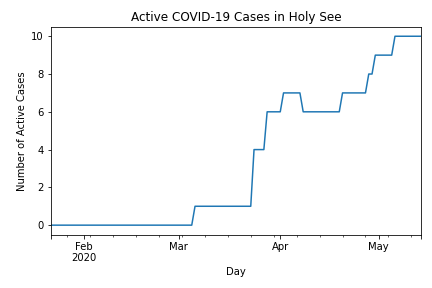 Active COVID-19 Cases in Holy See
Number of Active Cases
10
8
6
4
2
0
Feb
2020
Mar
Apr
May
Day